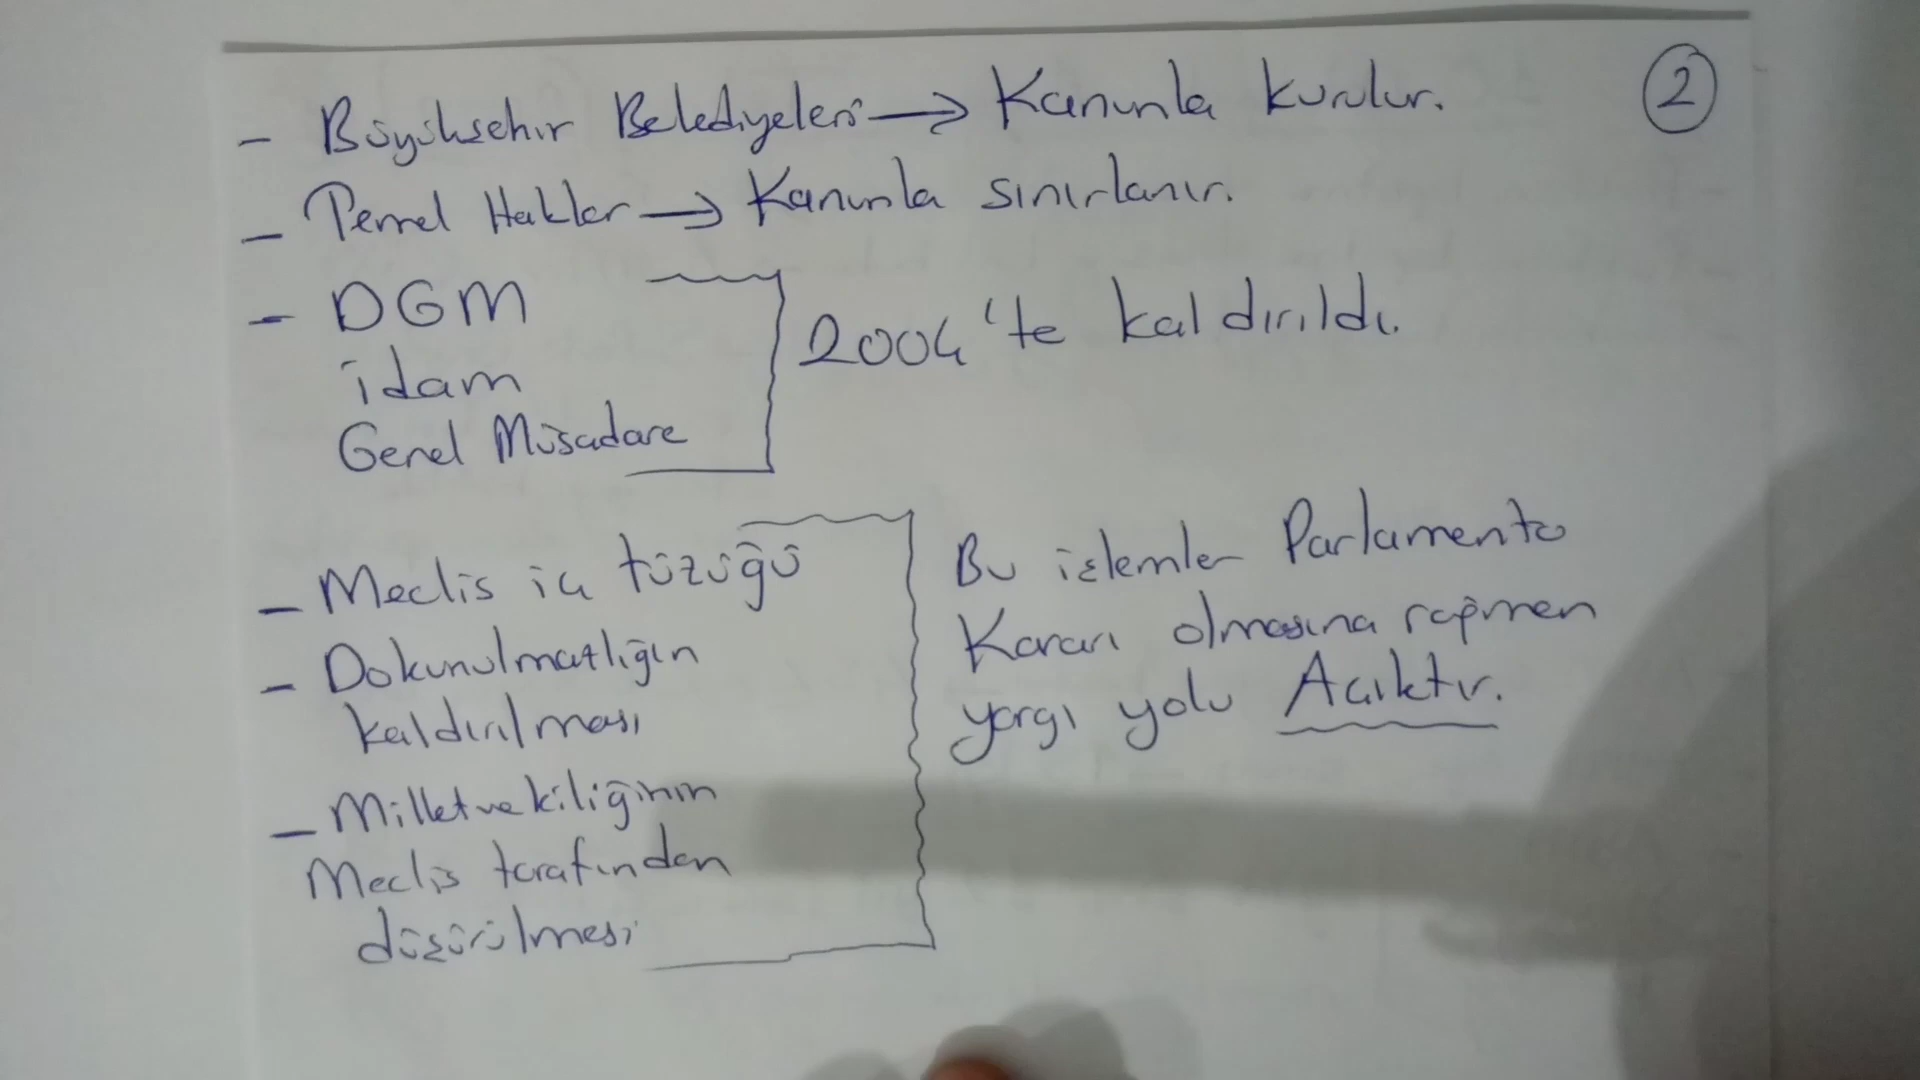 - Büyükşehir Belediyeleri → Kanunla kurulur. ②
- Temel Haklar → Kanunla sınırlanır.
- DGM
idam
Genel Müsadare
2004'te kaldırıldı.
- Meclis iç tüzüğü
- Dokunulmazlığın
kaldırılması
- Milletvekiliğinin
Meclis tarafından
düşürülmesi
Bu işlemler Parlamento
Kararı olmasına rağmen
yargı yolu Açıktır.